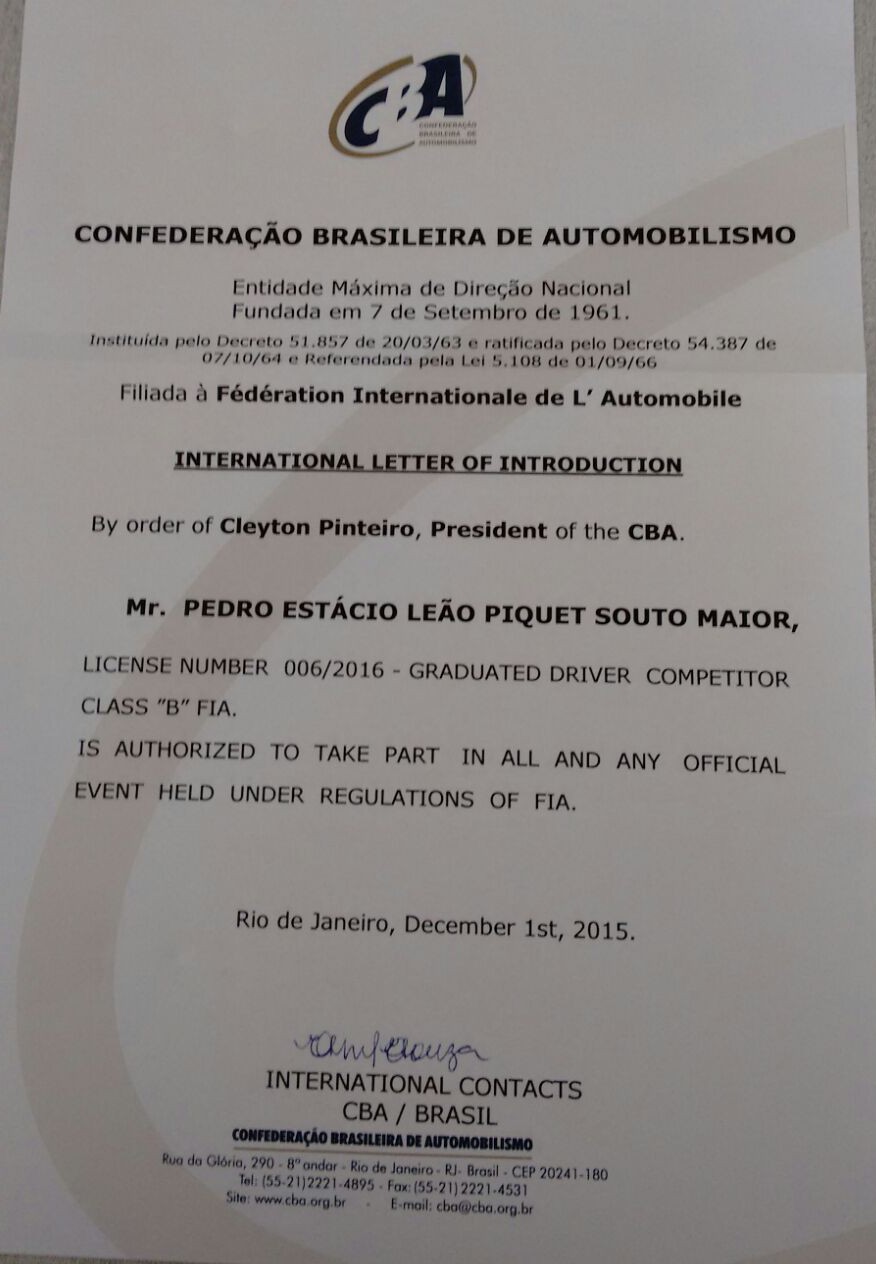 CBA
CONFEDERAÇÃO
BRASILEIRA DE
AUTOMOBILISMO
CONFEDERAÇÃO BRASILEIRA DE AUTOMOBILISMO
Entidade Máxima de Direção Nacional
Fundada em 7 de Setembro de 1961.
Instituída pelo Decreto 51.857 de 20/03/63 e ratificada pelo Decreto 54.387 de
07/10/64 e Referendada pela Lei 5.108 de 01/09/66
Filiada à Fédération Internationale de L' Automobile
INTERNATIONAL LETTER OF INTRODUCTION
By order of Cleyton Pinteiro, President of the CBA.
Mr. PEDRO ESTÁCIO LEÃO PIQUET SOUTO MAIOR,
LICENSE NUMBER 006/2016 - GRADUATED DRIVER COMPETITOR
CLASS "B" FIA.
IS AUTHORIZED TO TAKE PART IN ALL AND ANY OFFICIAL
EVENT HELD UNDER REGULATIONS OF FIA.
Rio de Janeiro, December 1st, 2015.
INTERNATIONAL CONTACTS
CBA / BRASIL
CONFEDERAÇÃO BRASILEIRA DE AUTOMOBILISMO
Rua da Glória, 290 - 8º andar - Rio de Janeiro - RJ- Brasil - CEP 20241-180
Tel: (55-21)2221-4895 - Fax: (55-21)2221-4531
Site: www.cba.org.br - E-mail: cba@cba.org.br